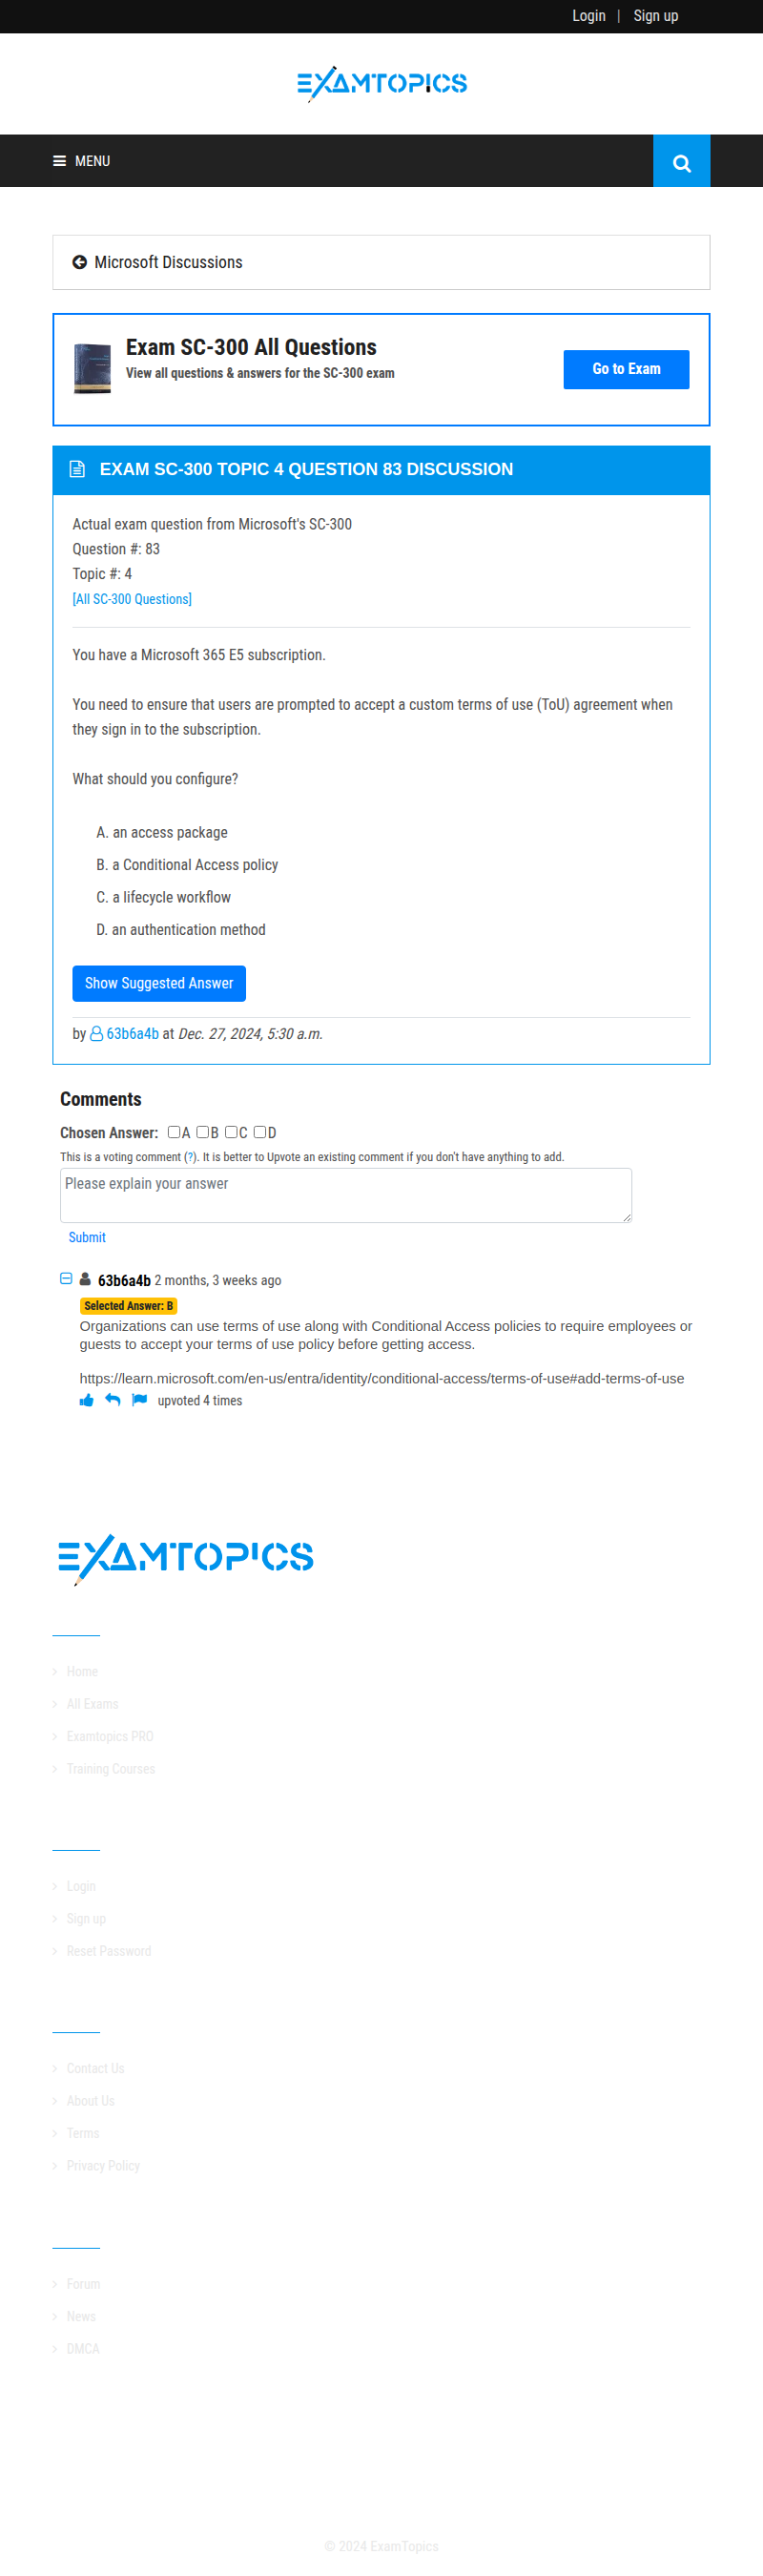 Login | Sign up
EXAMTOPICS
MENU
Microsoft Discussions
Exam SC-300 All Questions
View all questions & answers for the SC-300 exam
Go to Exam
EXAM SC-300 TOPIC 4 QUESTION 83 DISCUSSION
Actual exam question from Microsoft's SC-300
Question #: 83
Topic #: 4
[All SC-300 Questions]
You have a Microsoft 365 E5 subscription.
You need to ensure that users are prompted to accept a custom terms of use (ToU) agreement when
they sign in to the subscription.
What should you configure?
A. an access package
B. a Conditional Access policy
C. a lifecycle workflow
D. an authentication method
Show Suggested Answer
by 63b6a4b at Dec. 27, 2024, 5:30 a.m.
Comments
Chosen Answer: A B C D
This is a voting comment (?). It is better to Upvote an existing comment if you don't have anything to add.
Please explain your answer
Submit
63b6a4b 2 months, 3 weeks ago
Selected Answer: B
Organizations can use terms of use along with Conditional Access policies to require employees or
guests to accept your terms of use policy before getting access.
https://learn.microsoft.com/en-us/entra/identity/conditional-access/terms-of-use#add-terms-of-use
upvoted 4 times
EXAMTOPICS
Home
All Exams
Examtopics PRO
Training Courses
Login
Sign up
Reset Password
Contact Us
About Us
Terms
Privacy Policy
Forum
News
DMCA
© 2024 ExamTopics